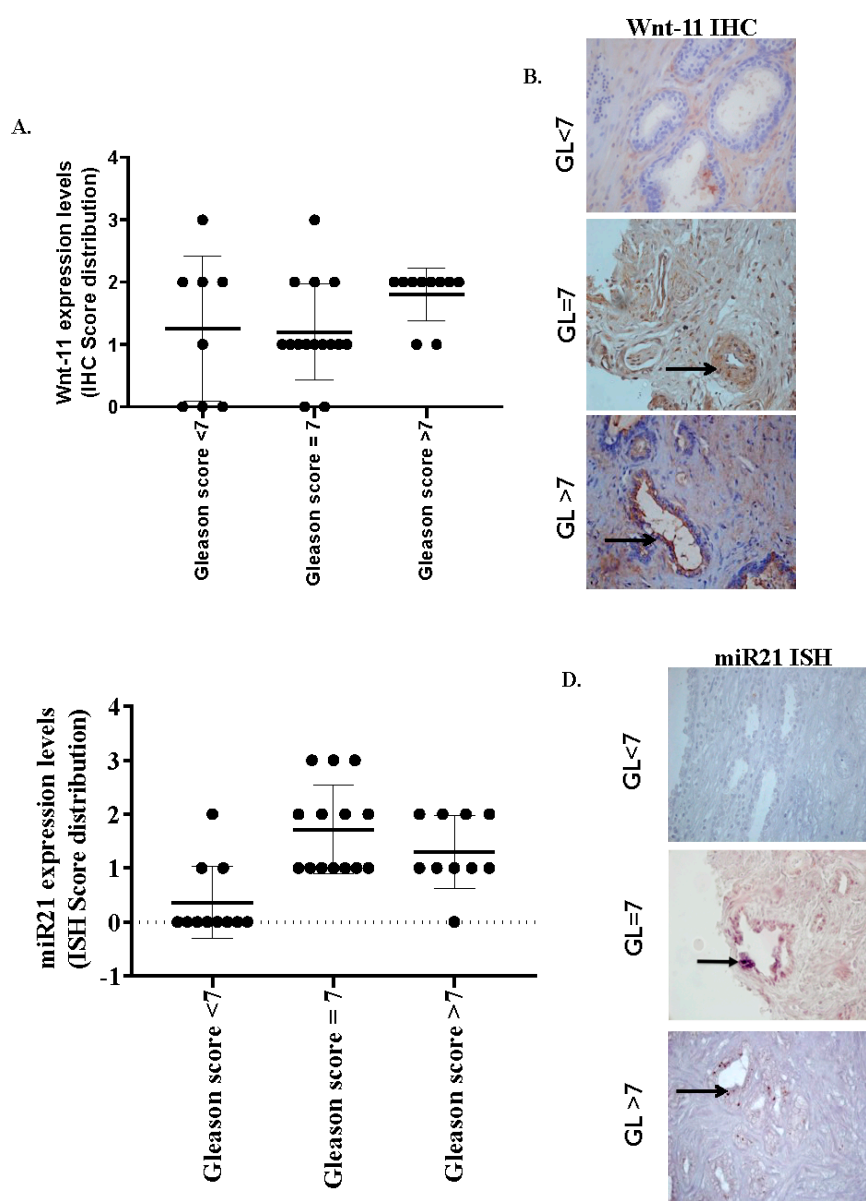 A.
Wnt-11 expression levels
(IHC Score distribution)
4
3
2
1
0
Gleason score <7
Gleason score = 7
Gleason score >7
B.
Wnt-11 IHC
GL<7
GL=7
GL >7
miR21 expression levels
(ISH Score distribution)
4
3
2
1
0
-1
Gleason score <7
Gleason score = 7
Gleason score >7
D.
miR21 ISH
GL<7
GL=7
GL >7